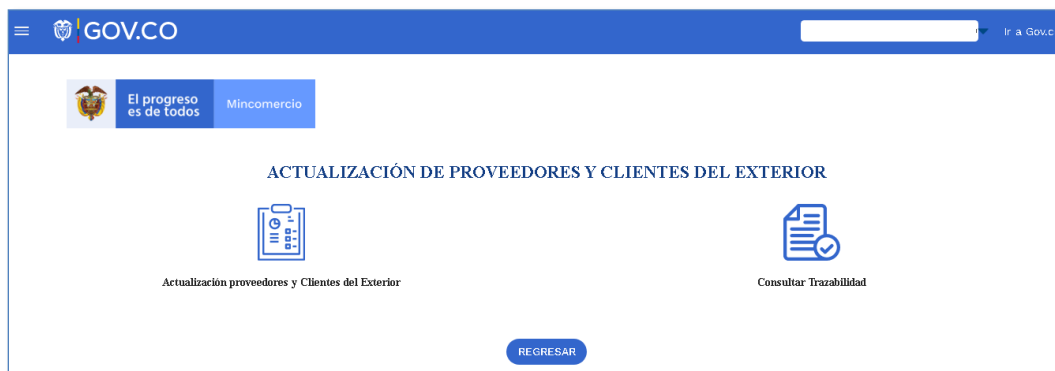 GOV.CO
Ir a Gov.c
El progreso
es de todos
Mincomercio
ACTUALIZACIÓN DE PROVEEDORES Y CLIENTES DEL EXTERIOR
Actualización proveedores y Clientes del Exterior
Consultar Trazabilidad
REGRESAR